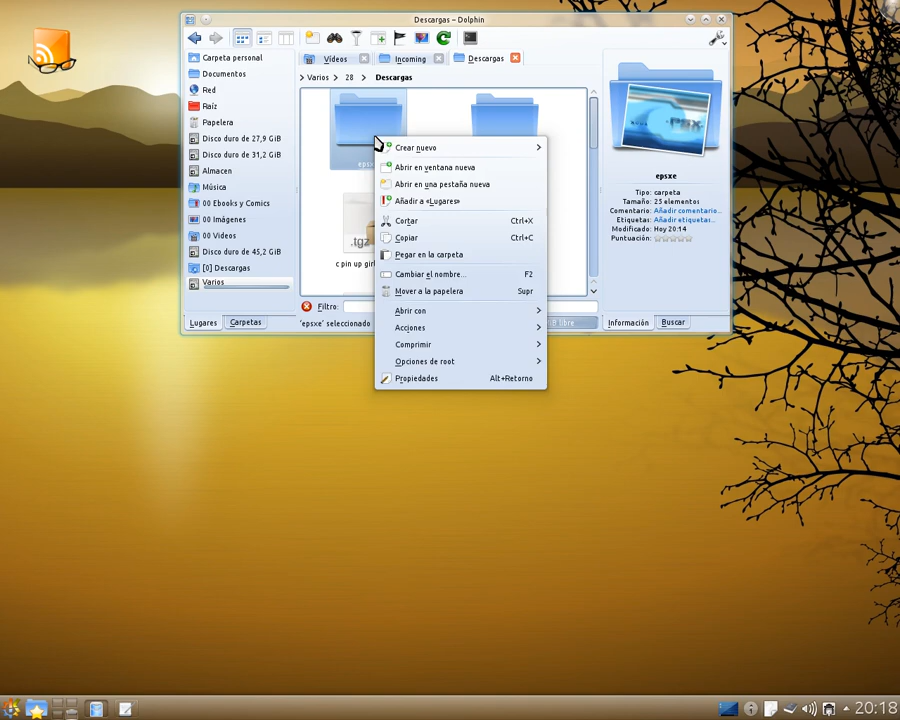 Descargas – Dolphin
Carpeta personal
Documentos
Red
Raíz
Papelera
Disco duro de 27,9 GiB
Disco duro de 31,2 GiB
Almacen
Música
00 Ebooks y Comics
00 Imágenes
00 Videos
Disco duro de 45,2 GiB
[0] Descargas
Varios
Lugares
Carpetas
Vídeos
Incoming
Descargas
Varios
28
Descargas
.tgz
c pin up
Filtro:
'epsxe' seleccionado
libre
Crear nuevo
Abrir en ventana nueva
Abrir en una pestaña nueva
Añadir a «Lugares»
Cortar Ctrl+X
Copiar Ctrl+C
Pegar en la carpeta
Cambiar el nombre... F2
Mover a la papelera Supr
Abrir con
Acciones
Comprimir
Opciones de root
Propiedades Alt+Retorno
epsxe
Tipo: carpeta
Tamaño: 23 elementos
Comentario: Añadir comentario...
Etiquetas: Añadir etiquetas...
Modificado: Hoy 20:14
Puntuación:
Información
Buscar
20:18